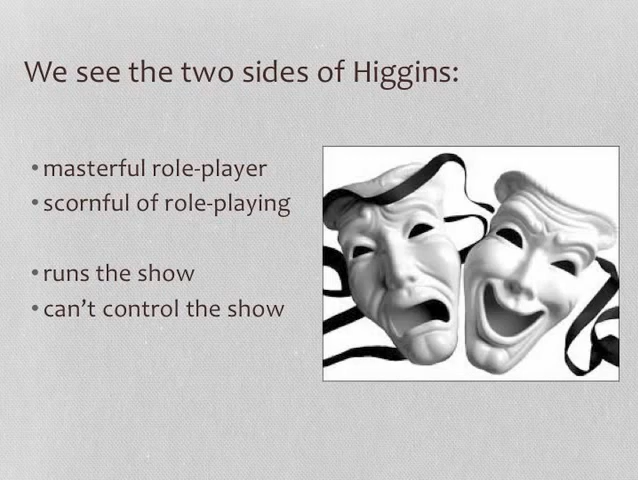 We see the two sides of Higgins:
• masterful role-player
• scornful of role-playing
• runs the show
• can’t control the show